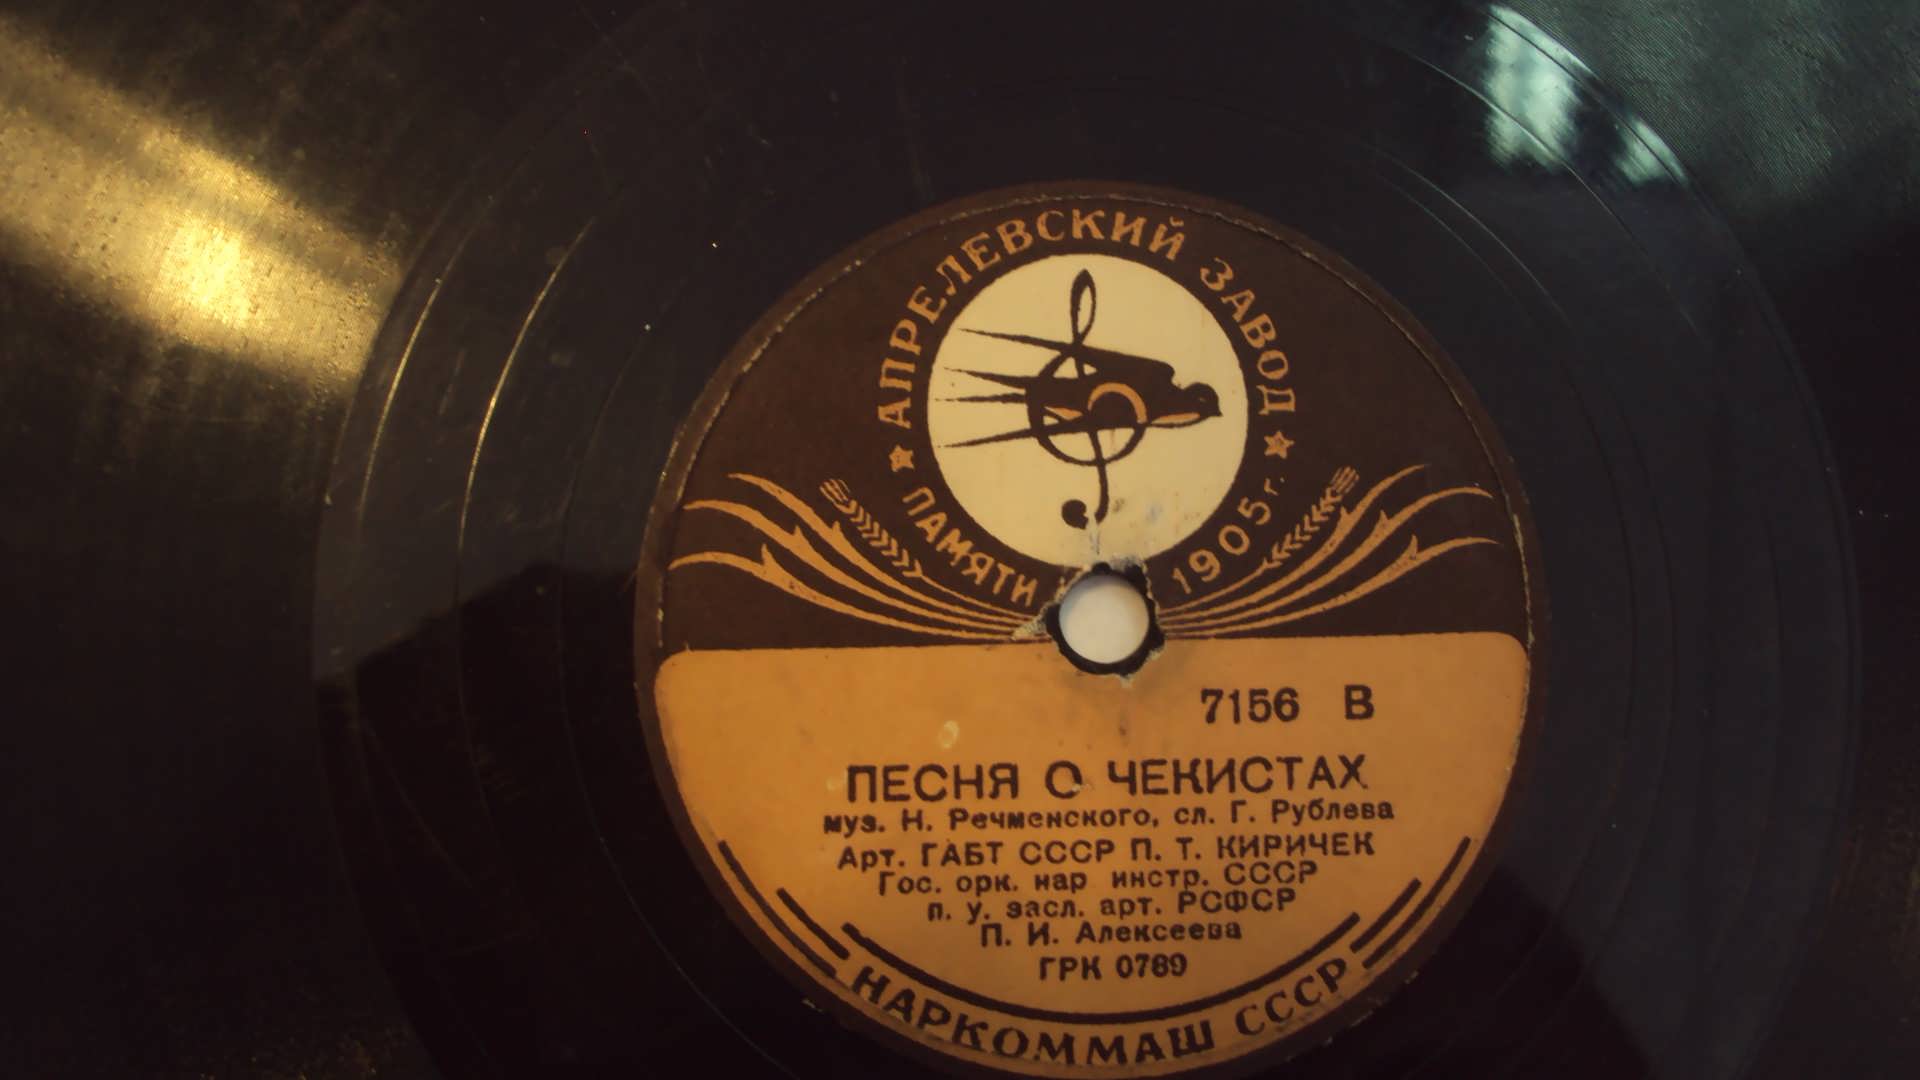 АПРЕЛЕВСКИЙ ЗАВОД
ПАМЯТИ 1905 г.
7156 В
ПЕСНЯ О ЧЕКИСТАХ
муз. Н. Речменского, сл. Г. Рублева
Арт. ГАБТ СССР П. Т. КИРИЧЕК
Гос. орк. нар инстр. СССР
п. у. засл. арт. РСФСР
П. И. Алексеева
ГРК 0789
НАРКОММАШ СССР